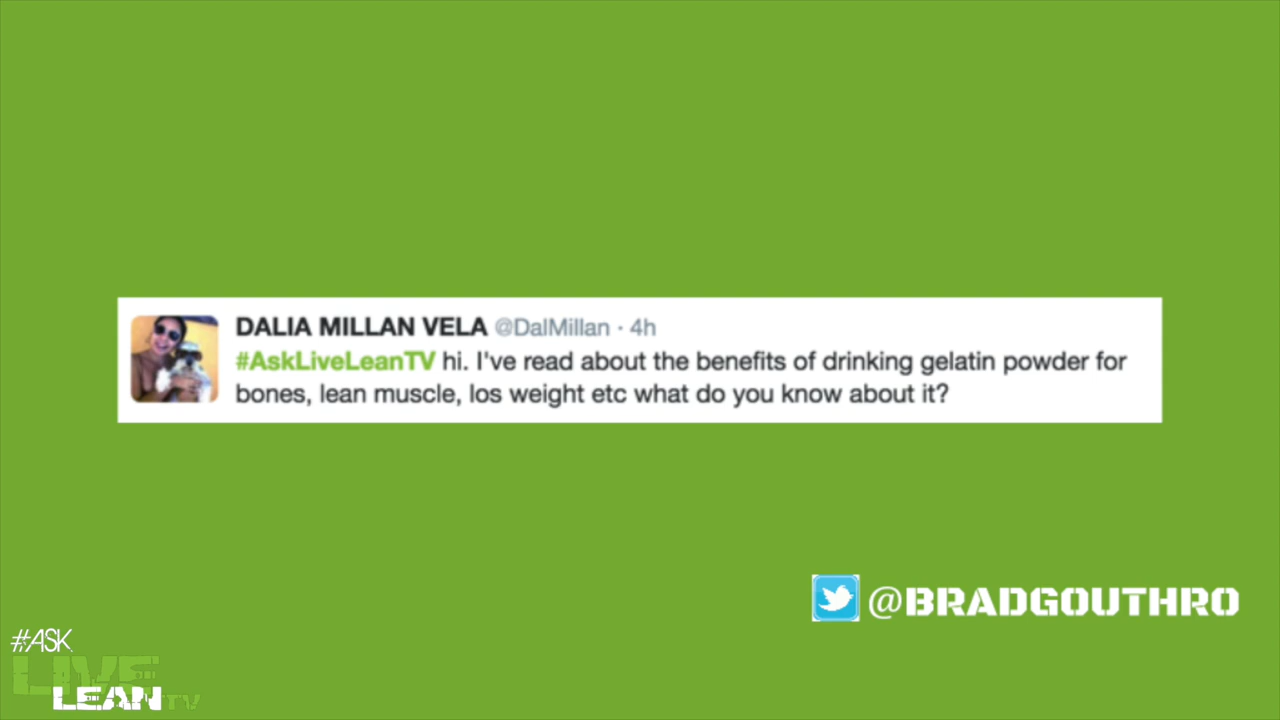 DALIA MILLAN VELA @DalMillan · 4h
#AskLiveLeanTV hi. I've read about the benefits of drinking gelatin powder for
bones, lean muscle, los weight etc what do you know about it?
@BRADGOUTHRO
#ASK
LIVE
LEAN TV